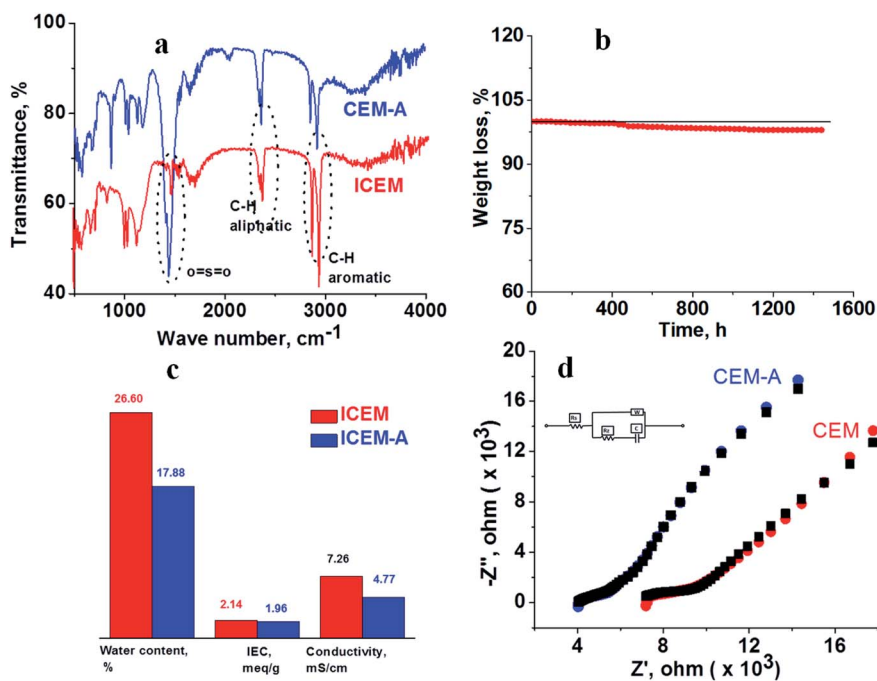 a
100
80
60
40
Transmittance, %
CEM-A
ICEM
C-H
aliphatic
C-H
aromatic
o=s=o
1000 2000 3000 4000
Wave number, cm-1
b
120
105
90
75
60
Weight loss, %
0 400 800 1200 1600
Time, h
c
26.60
17.88
2.14
1.96
7.26
4.77
ICEM
ICEM-A
Water content,
%
IEC,
meq/g
Conductivity,
mS/cm
d
20
16
12
8
4
0
-Z'', ohm ( x 10³)
CEM-A
CEM
Rs
Rz
W
C
4 8 12 16
Z', ohm ( x 10³)